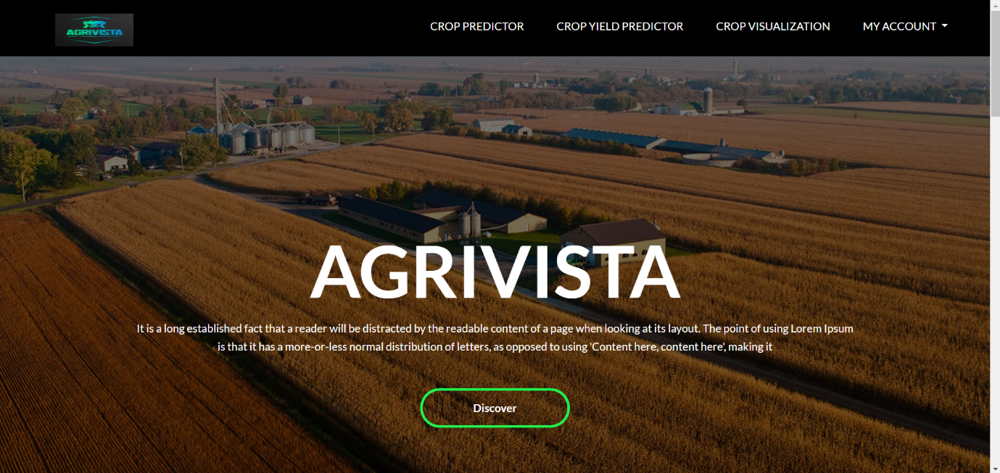 AGRIVISTA
CROP PREDICTOR
CROP YIELD PREDICTOR
CROP VISUALIZATION
MY ACCOUNT
AGRIVISTA
It is a long established fact that a reader will be distracted by the readable content of a page when looking at its layout. The point of using Lorem Ipsum
is that it has a more-or-less normal distribution of letters, as opposed to using 'Content here, content here', making it
Discover